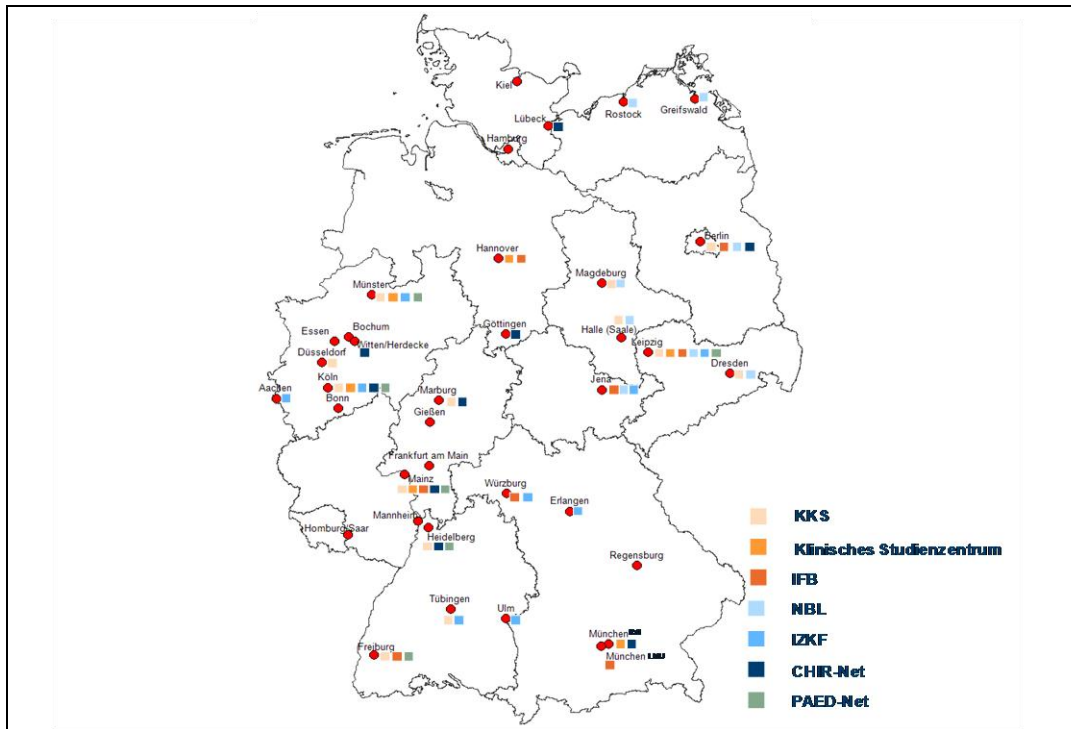 Kiel
Rostock
Greifswald
Lübeck
Hamburg
Berlin
Hannover
Magdeburg
Münster
Göttingen
Halle (Saale)
Bochum
Essen
Witten/Herdecke
Leipzig
Düsseldorf
Dresden
Köln
Jena
Aachen
Marburg
Bonn
Gießen
Frankfurt am Main
Mainz
Würzburg
Erlangen
Mannheim
Homburg/Saar
Heidelberg
Regensburg
Tübingen
Ulm
München
Freiburg
München LMU
KKS
Klinisches Studienzentrum
IFB
NBL
IZKF
CHIR-Net
PAED-Net